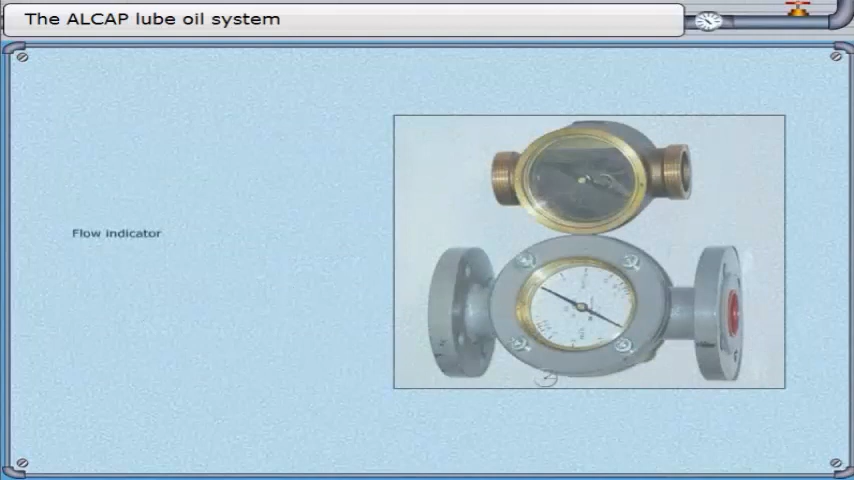 The ALCAP lube oil system
Flow indicator